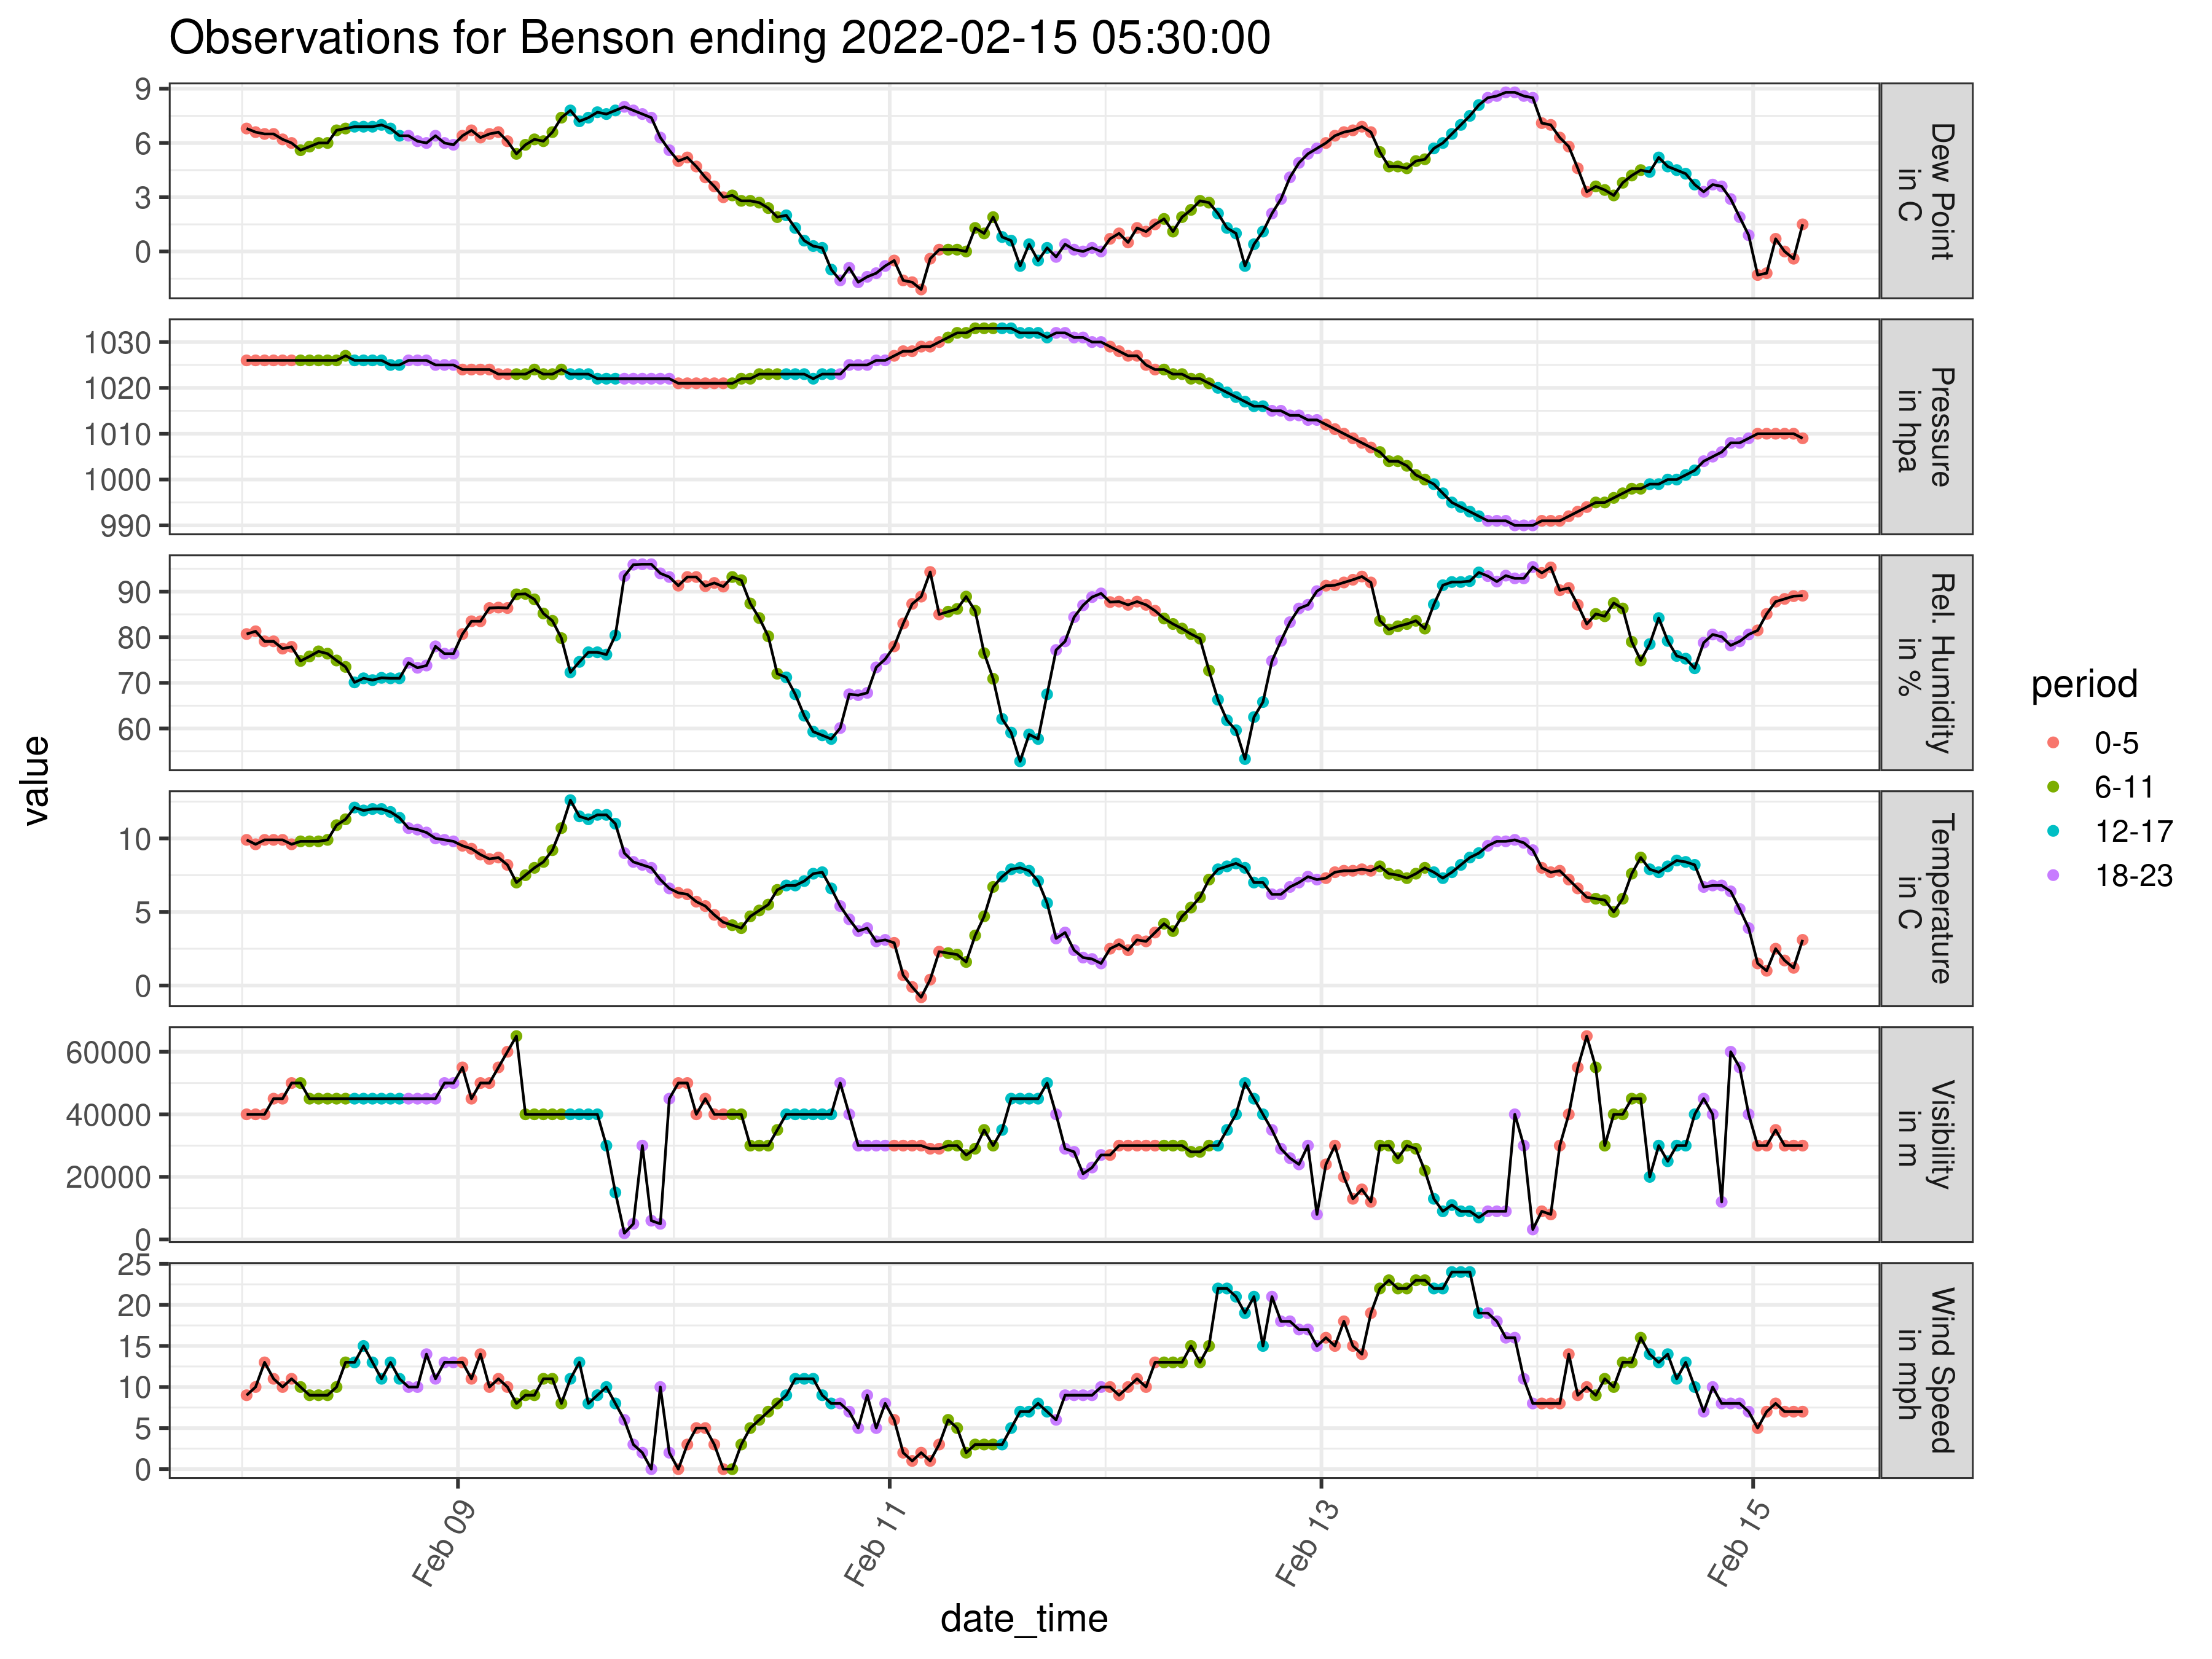 Observations for Benson ending 2022-02-15 05:30:00
9
6
3
0
Dew Point
in C
1030
1020
1010
1000
990
Pressure
in hpa
90
80
70
60
Rel. Humidity
in %
10
5
0
Temperature
in C
60000
40000
20000
0
Visibility
in m
25
20
15
10
5
0
Wind Speed
in mph
value
Feb 09
Feb 11
Feb 13
Feb 15
date_time
period
0-5
6-11
12-17
18-23